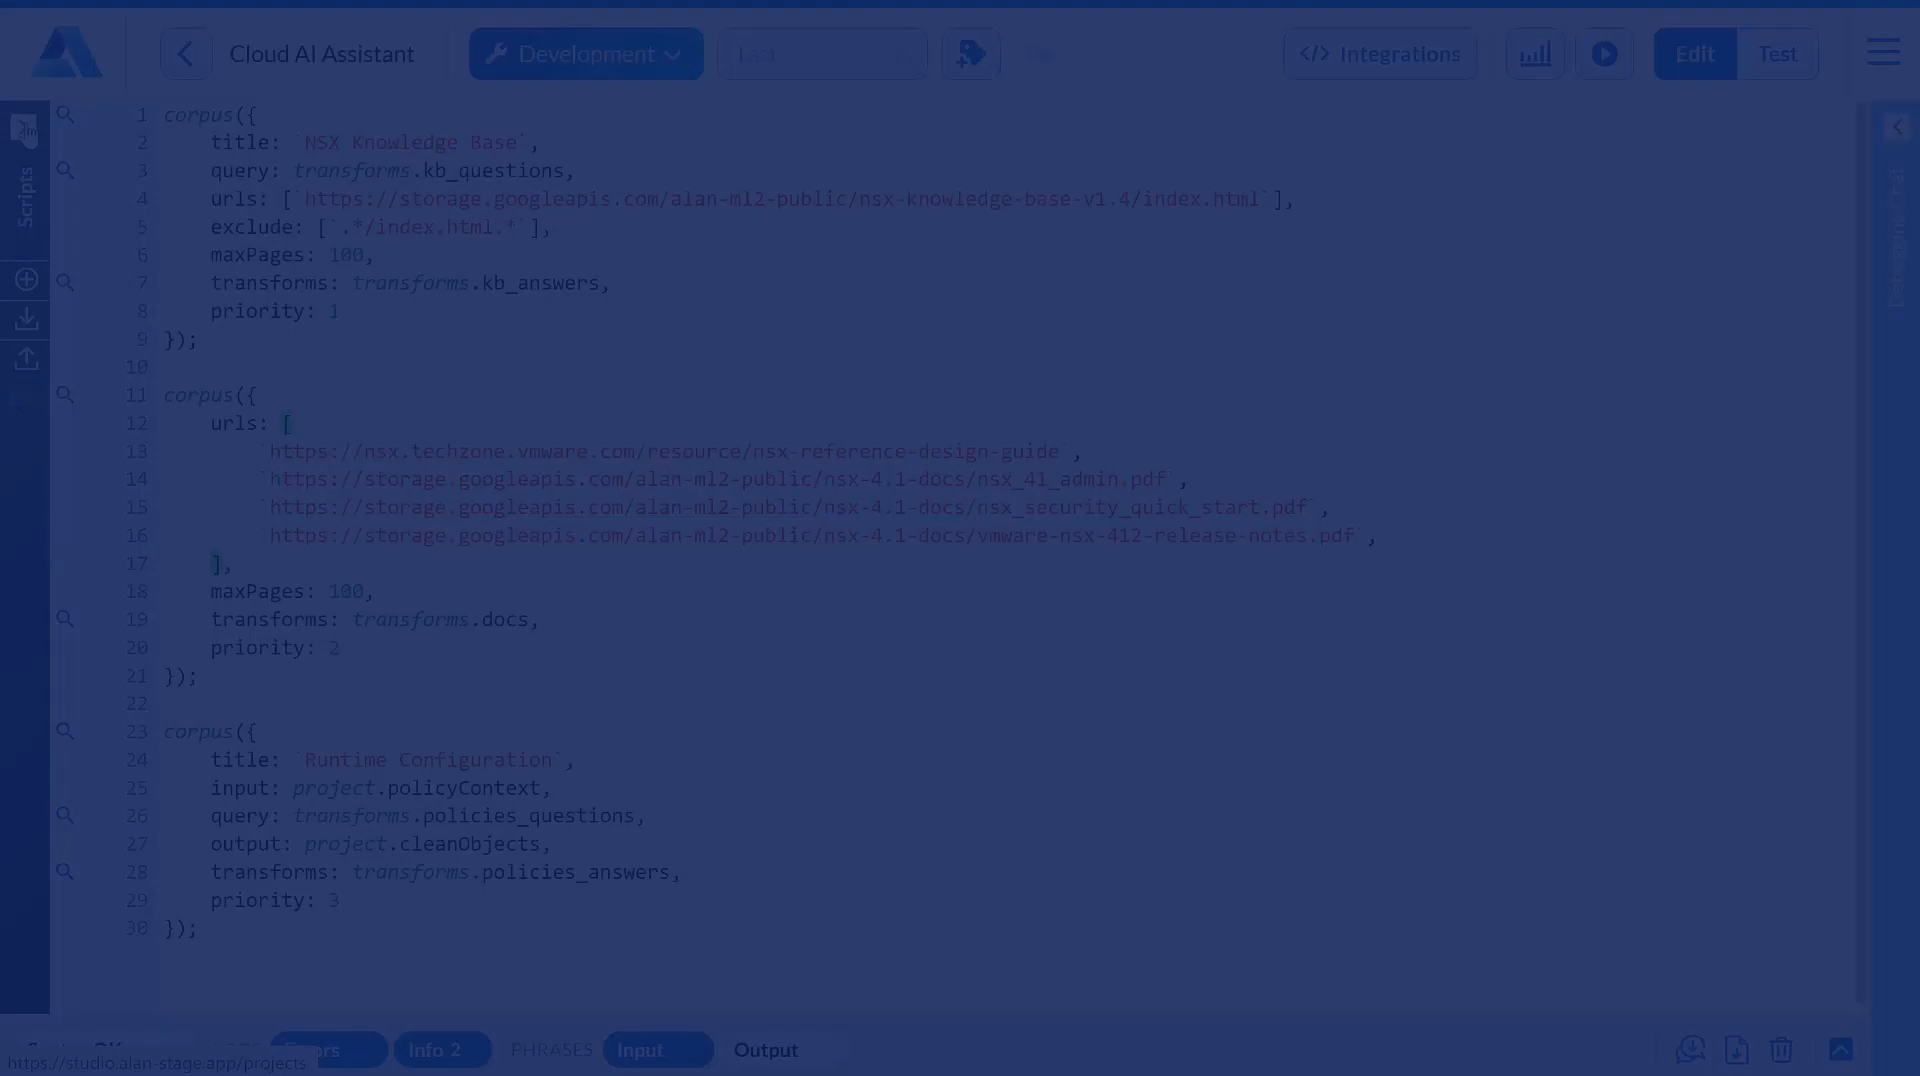 Cloud AI Assistant
Development
Last
</> Integrations
Edit
Test
Scripts
1 corpus({
2 title: `NSX Knowledge Base`,
3 query: transforms.kb_questions,
4 urls: [`https://storage.googleapis.com/alan-ml2-public/nsx-knowledge-base-v1.4/index.html`],
5 exclude: [`.*/index.html.*`],
6 maxPages: 100,
7 transforms: transforms.kb_answers,
8 priority: 1
9 });
10
11 corpus({
12 urls: [
13 `https://nsx.techzone.vmware.com/resource/nsx-reference-design-guide`,
14 `https://storage.googleapis.com/alan-ml2-public/nsx-4.1-docs/nsx_41_admin.pdf`,
15 `https://storage.googleapis.com/alan-ml2-public/nsx-4.1-docs/nsx_security_quick_start.pdf`,
16 `https://storage.googleapis.com/alan-ml2-public/nsx-4.1-docs/vmware-nsx-412-release-notes.pdf`,
17 ],
18 maxPages: 100,
19 transforms: transforms.docs,
20 priority: 2
21 });
22
23 corpus({
24 title: `Runtime Configuration`,
25 input: project.policyContext,
26 query: transforms.policies_questions,
27 output: project.cleanObjects,
28 transforms: transforms.policies_answers,
29 priority: 3
30 });
Info 2
PHRASES
Input
Output
https://studio.alan-stage.app/projects